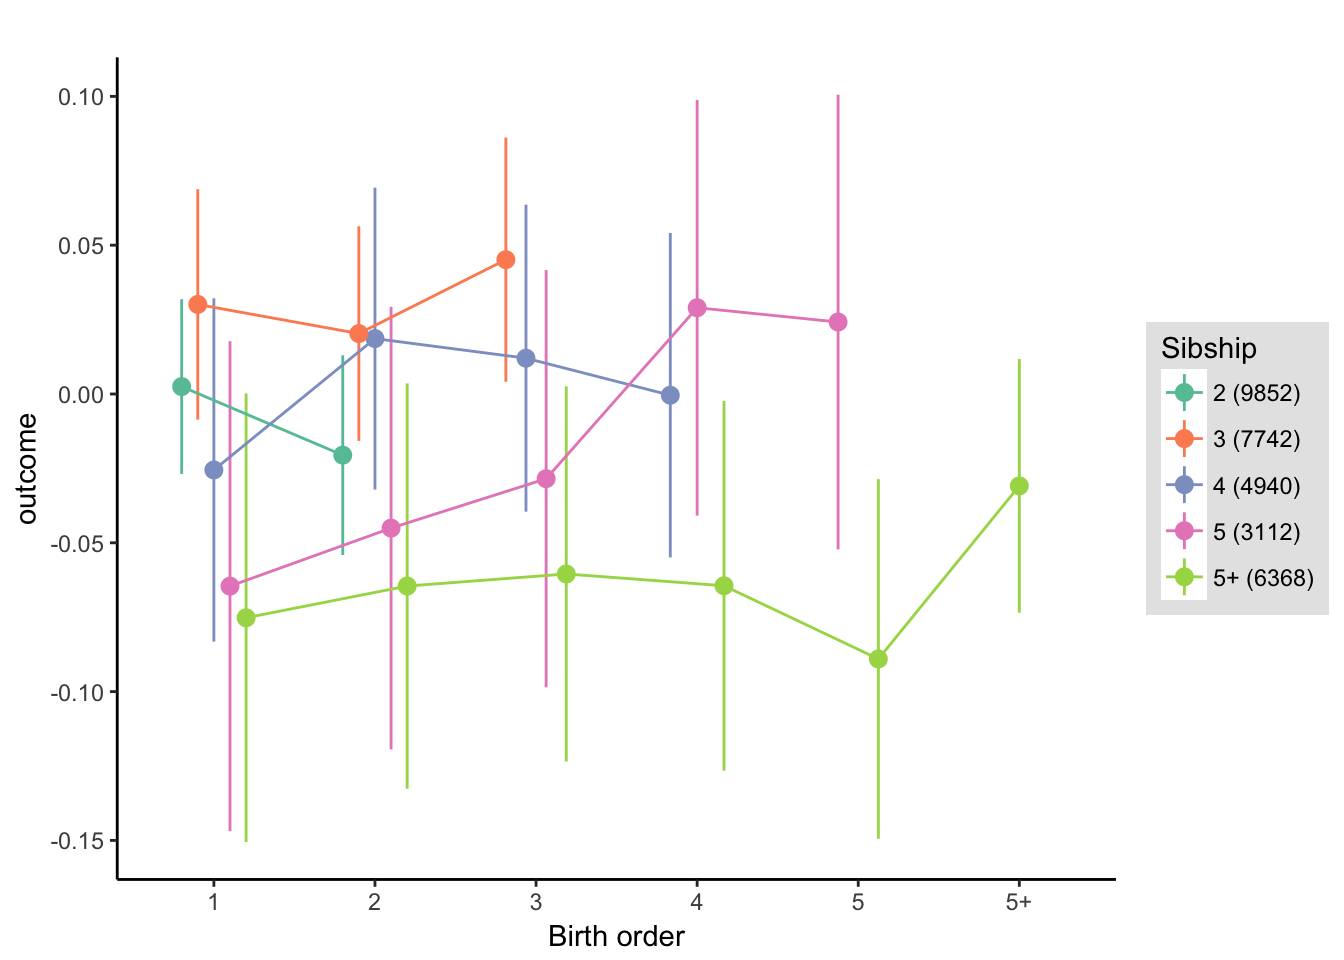 0.10
0.05
0.00
-0.05
-0.10
-0.15
outcome
1 2 3 4 5 5+
Birth order
Sibship
2 (9852)
3 (7742)
4 (4940)
5 (3112)
5+ (6368)